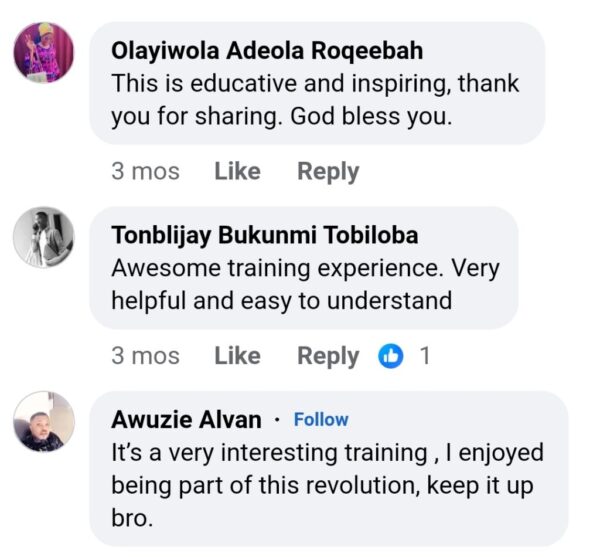 Olayiwola Adeola Roqeebah
This is educative and inspiring, thank
you for sharing. God bless you.
3 mos Like Reply
Tonblijay Bukunmi Tobiloba
Awesome training experience. Very
helpful and easy to understand
3 mos Like Reply 1
Awuzie Alvan · Follow
It’s a very interesting training , I enjoyed
being part of this revolution, keep it up
bro.